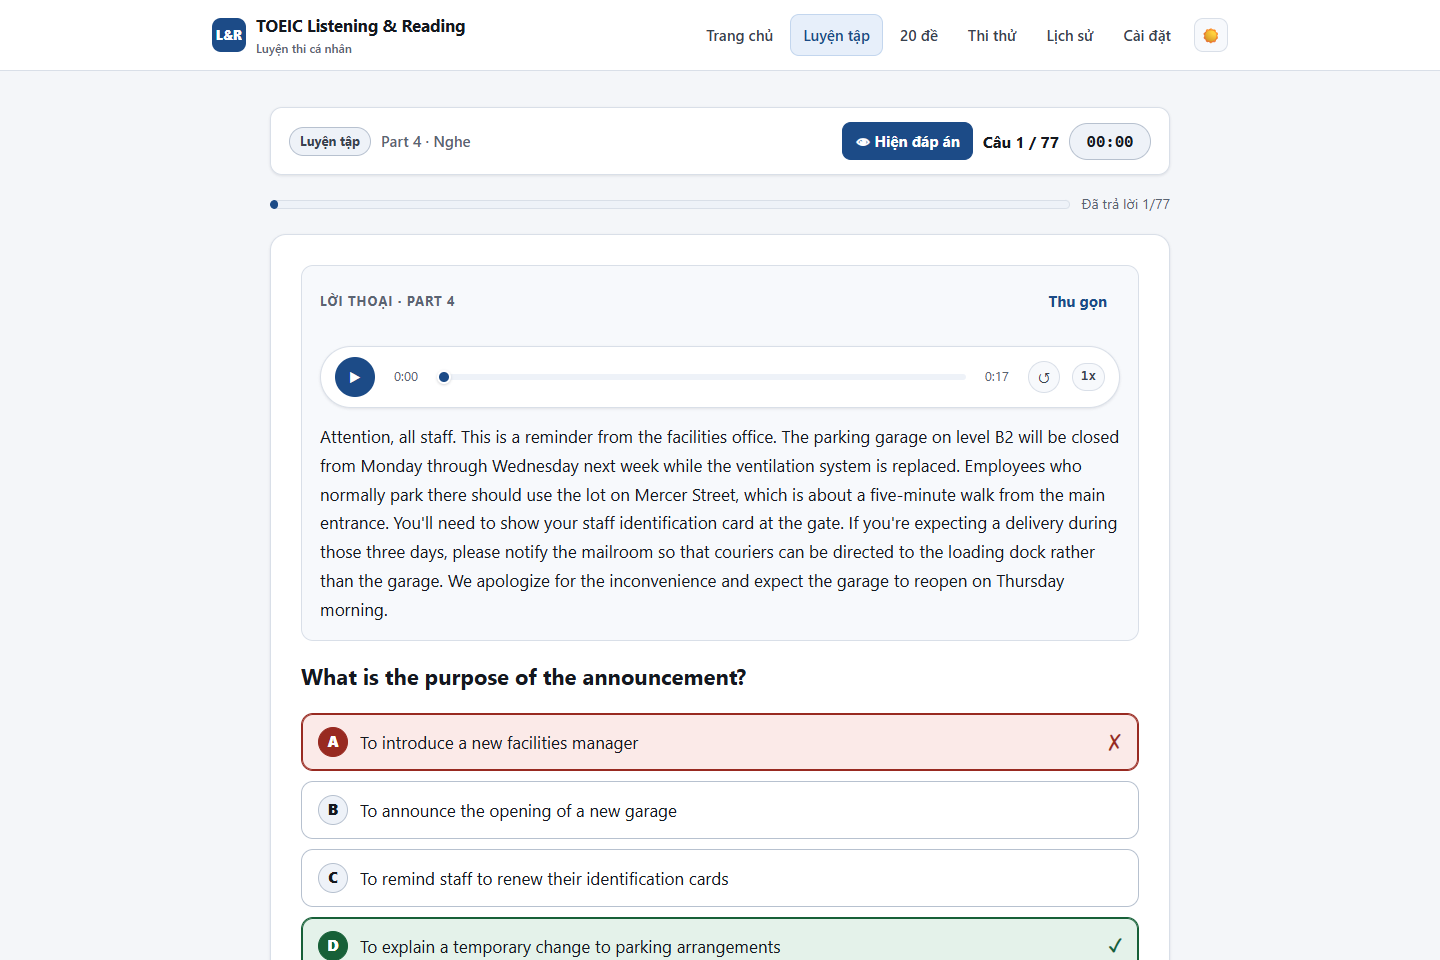 L&R
TOEIC Listening & Reading
Luyện thi cá nhân
Trang chủ
Luyện tập
20 đề
Thi thử
Lịch sử
Cài đặt
Luyện tập
Part 4 · Nghe
Hiện đáp án
Câu 1 / 77
00:00
Đã trả lời 1/77
LỜI THOẠI · PART 4
Thu gọn
0:00
0:17
1x
Attention, all staff. This is a reminder from the facilities office. The parking garage on level B2 will be closed
from Monday through Wednesday next week while the ventilation system is replaced. Employees who
normally park there should use the lot on Mercer Street, which is about a five-minute walk from the main
entrance. You'll need to show your staff identification card at the gate. If you're expecting a delivery during
those three days, please notify the mailroom so that couriers can be directed to the loading dock rather
than the garage. We apologize for the inconvenience and expect the garage to reopen on Thursday
morning.
What is the purpose of the announcement?
A To introduce a new facilities manager ✗
B To announce the opening of a new garage
C To remind staff to renew their identification cards
D To explain a temporary change to parking arrangements ✓